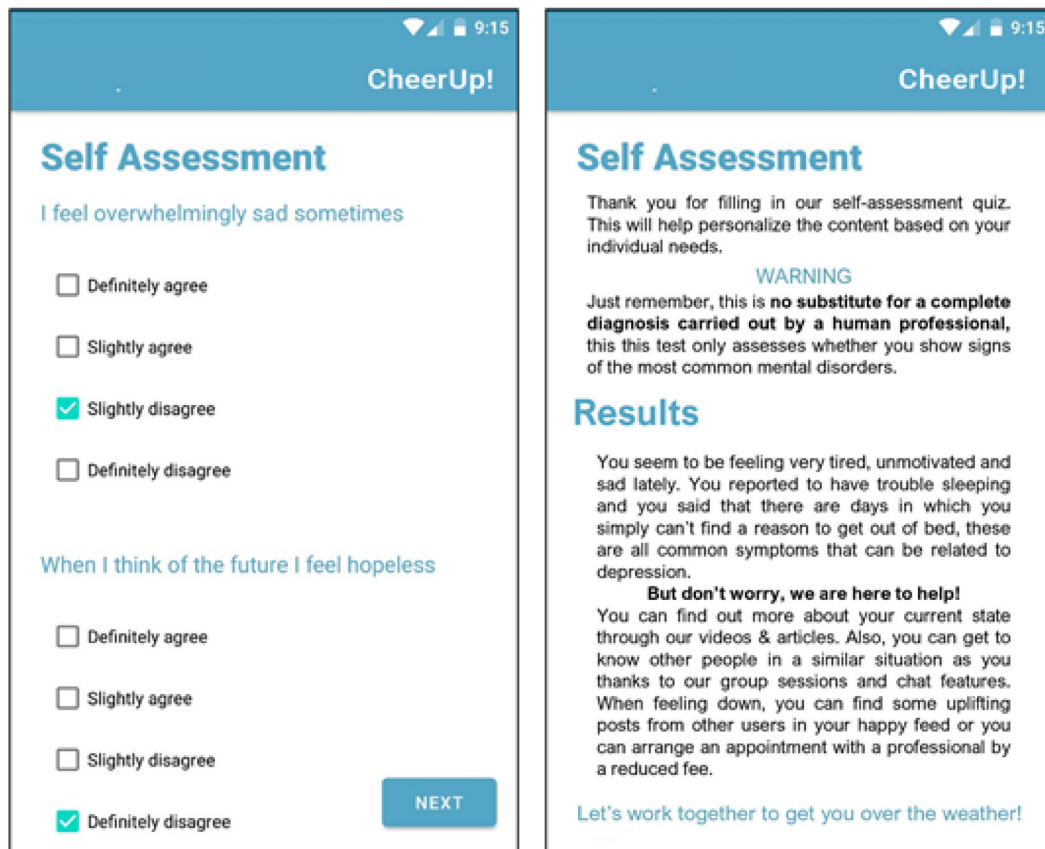 9:15
CheerUp!
Self Assessment
I feel overwhelmingly sad sometimes
Definitely agree
Slightly agree
Slightly disagree
Definitely disagree
When I think of the future I feel hopeless
Definitely agree
Slightly agree
Slightly disagree
Definitely disagree
NEXT
9:15
CheerUp!
Self Assessment
Thank you for filling in our self-assessment quiz.
This will help personalize the content based on your
individual needs.
WARNING
Just remember, this is no substitute for a complete
diagnosis carried out by a human professional,
this this test only assesses whether you show signs
of the most common mental disorders.
Results
You seem to be feeling very tired, unmotivated and
sad lately. You reported to have trouble sleeping
and you said that there are days in which you
simply can't find a reason to get out of bed, these
are all common symptoms that can be related to
depression.
But don't worry, we are here to help!
You can find out more about your current state
through our videos & articles. Also, you can get to
know other people in a similar situation as you
thanks to our group sessions and chat features.
When feeling down, you can find some uplifting
posts from other users in your happy feed or you
can arrange an appointment with a professional by
a reduced fee.
Let's work together to get you over the weather!